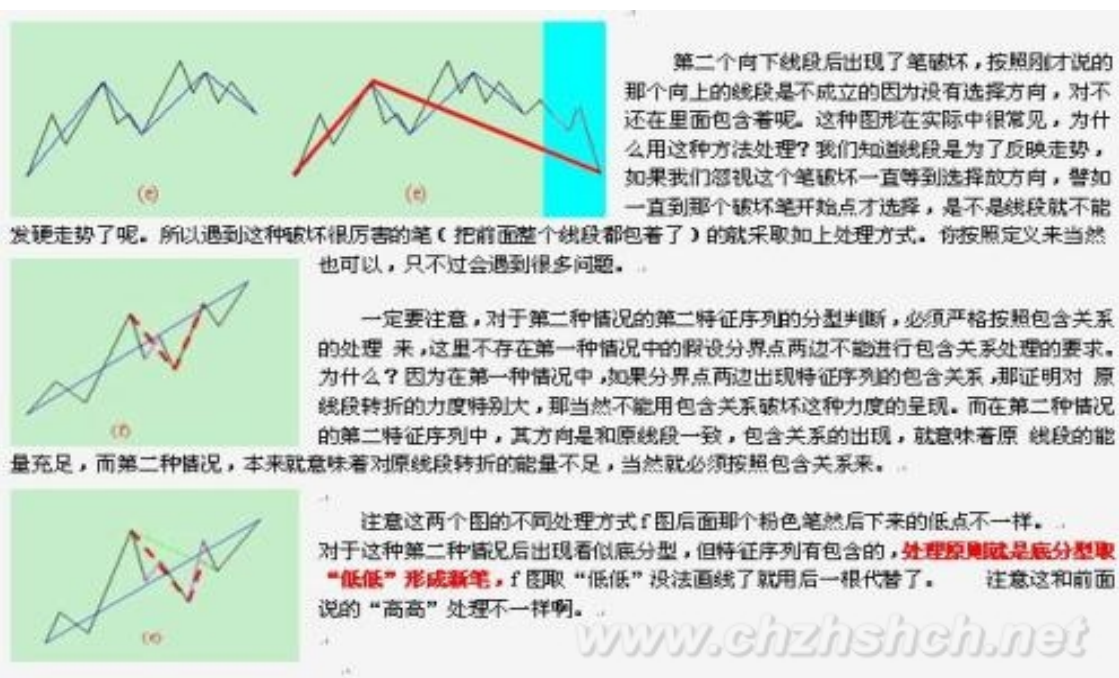 第二个向下线段后出现了笔破坏，按照刚才说的
那个向上的线段是不成立的因为没有选择方向，对不
还在里面包含着呢。这种图形在实际中很常见，为什
么用这种方法处理？我们知道线段是为了反映走势，
如果我们忽视这个笔破坏一直等到选择放方向，譬如
一直到那个破坏笔开始点才选择，是不是线段就不能
(e)
(e)
发硬走势了呢。所以遇到这种破坏很厉害的笔（把前面整个线段都包着了）的就采取如上处理方式。你按照定义来当然
也可以，只不过会遇到很多问题。
一定要注意，对于第二种情况的第二特征序列的分型判断，必须严格按照包含关系
的处理 来，这里不存在第一种情况中的假设分界点两边不能进行包含关系处理的要求。
为什么？因为在第一种情况中，如果分界点两边出现特征序列的包含关系，那证明对 原
线段转折的力度特别大，那当然不能用包含关系破坏这种力度的呈现。而在第二种情况
(f)
的第二特征序列中，其方向是和原线段一致，包含关系的出现，就意味着原 线段的能
量充足，而第二种情况，本来就意味着对原线段转折的能量不足，当然就必须按照包含关系来。
注意这两个图的不同处理方式f图后面那个粉色笔然后下来的低点不一样。
对于这种第二种情况后出现看似底分型，但特征序列有包含的，处理原则就是底分型取
“低低”形成新笔，f图取“低低”没法画线了就用后一根代替了。 注意这和前面
说的“高高”处理不一样啊。
(e)
www.chzhshch.net